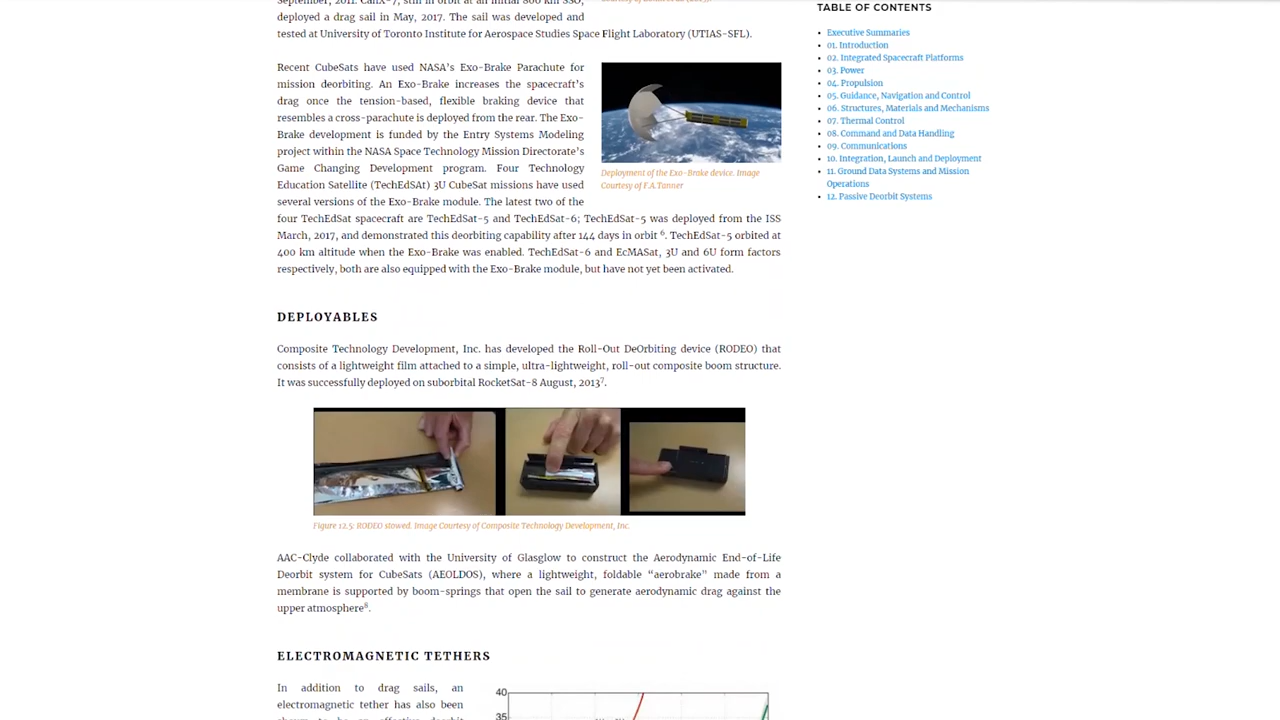 deployed a drag sail in May, 2017. The sail was developed and
tested at University of Toronto Institute for Aerospace Studies Space Flight Laboratory (UTIAS-SFL).
Recent CubeSats have used NASA's Exo-Brake Parachute for
mission deorbiting. An Exo-Brake increases the spacecraft's
drag once the tension-based, flexible braking device that
resembles a cross-parachute is deployed from the rear. The Exo-
Brake development is funded by the Entry Systems Modeling
project within the NASA Space Technology Mission Directorate's
Game Changing Development program. Four Technology
Education Satellite (TechEdSAt) 3U CubeSat missions have used
several versions of the Exo-Brake module. The latest two of the
four TechEdSat spacecraft are TechEdSat-5 and TechEdSat-6; TechEdSat-5 was deployed from the ISS
March, 2017, and demonstrated this deorbiting capability after 144 days in orbit 6. TechEdSat-5 orbited at
400 km altitude when the Exo-Brake was enabled. TechEdSat-6 and EcMASat, 3U and 6U form factors
respectively, both are also equipped with the Exo-Brake module, but have not yet been activated.
Deployment of the Exo-Brake device. Image
Courtesy of F.A.Tanner
DEPLOYABLES
Composite Technology Development, Inc. has developed the Roll-Out DeOrbiting device (RODEO) that
consists of a lightweight film attached to a simple, ultra-lightweight, roll-out composite boom structure.
It was successfully deployed on suborbital RocketSat-8 August, 20137.
Figure 12.5: RODEO stowed. Image Courtesy of Composite Technology Development, Inc.
AAC-Clyde collaborated with the University of Glasglow to construct the Aerodynamic End-of-Life
Deorbit system for CubeSats (AEOLDOS), where a lightweight, foldable “aerobrake” made from a
membrane is supported by boom-springs that open the sail to generate aerodynamic drag against the
upper atmosphere8.
ELECTROMAGNETIC TETHERS
In addition to drag sails, an
electromagnetic tether has also been
40
35
TABLE OF CONTENTS
Executive Summaries
01. Introduction
02. Integrated Spacecraft Platforms
03. Power
04. Propulsion
05. Guidance, Navigation and Control
06. Structures, Materials and Mechanisms
07. Thermal Control
08. Command and Data Handling
09. Communications
10. Integration, Launch and Deployment
11. Ground Data Systems and Mission
Operations
12. Passive Deorbit Systems